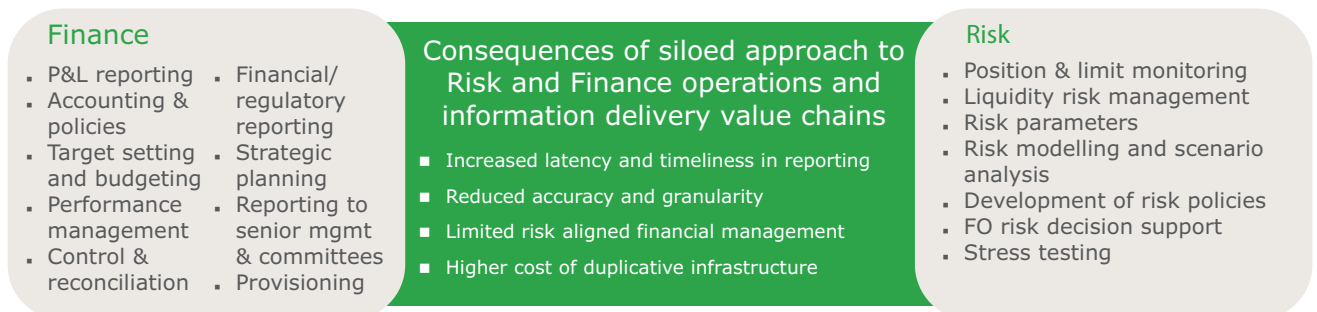 Finance
▪ P&L reporting
▪ Accounting &
policies
▪ Target setting
and budgeting
▪ Performance
management
▪ Control &
reconciliation
▪ Financial/
regulatory
reporting
▪ Strategic
planning
▪ Reporting to
senior mgmt
& committees
▪ Provisioning
Consequences of siloed approach to
Risk and Finance operations and
information delivery value chains
■ Increased latency and timeliness in reporting
■ Reduced accuracy and granularity
■ Limited risk aligned financial management
■ Higher cost of duplicative infrastructure
Risk
▪ Position & limit monitoring
▪ Liquidity risk management
▪ Risk parameters
▪ Risk modelling and scenario
analysis
▪ Development of risk policies
▪ FO risk decision support
▪ Stress testing